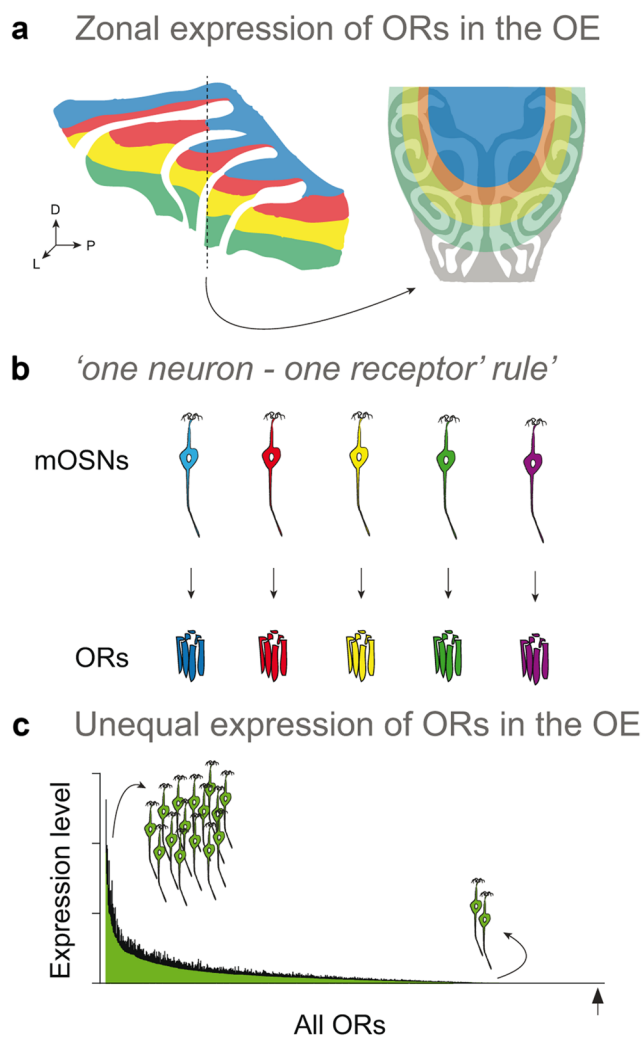 a Zonal expression of ORs in the OE
D
P
L
b ‘one neuron - one receptor’ rule’
mOSNs
ORs
c Unequal expression of ORs in the OE
Expression level
All ORs